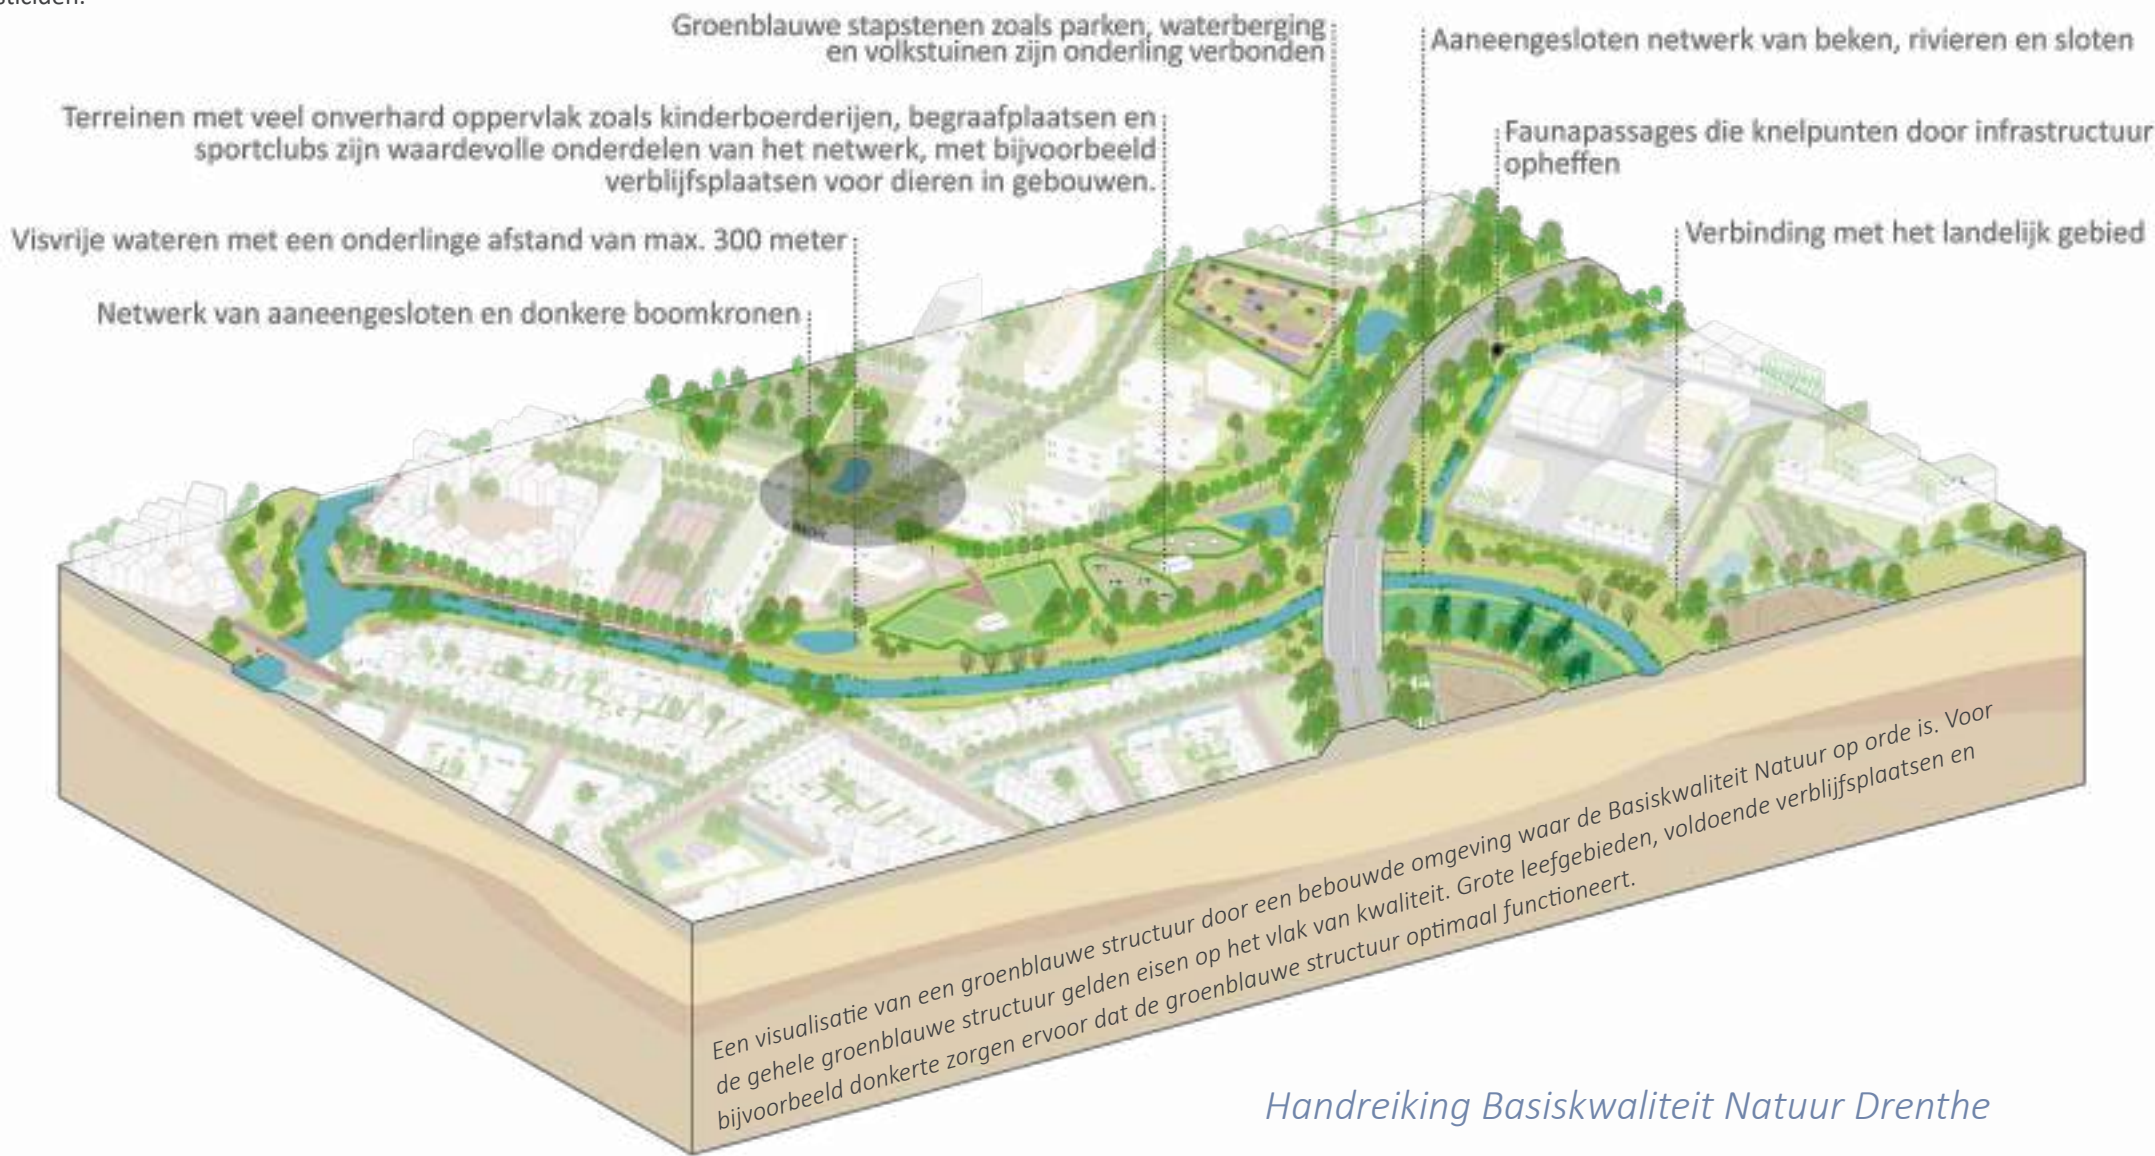 Groenblauwe stapstenen zoals parken, waterberging
en volkstuinen zijn onderling verbonden
Aaneengesloten netwerk van beken, rivieren en sloten
Terreinen met veel onverhard oppervlak zoals kinderboerderijen, begraafplaatsen en
sportclubs zijn waardevolle onderdelen van het netwerk, met bijvoorbeeld
verblijfsplaatsen voor dieren in gebouwen.
Faunapassages die knelpunten door infrastructuur
opheffen
Visvrije wateren met een onderlinge afstand van max. 300 meter
Verbinding met het landelijk gebied
Netwerk van aaneengesloten en donkere boomkronen
Een visualisatie van een groenblauwe structuur door een bebouwde omgeving waar de Basiskwaliteit Natuur op orde is. Voor
de gehele groenblauwe structuur gelden eisen op het vlak van kwaliteit. Grote leefgebieden, voldoende verblijfsplaatsen en
bijvoorbeeld donkerte zorgen ervoor dat de groenblauwe structuur optimaal functioneert.
Handreiking Basiskwaliteit Natuur Drenthe